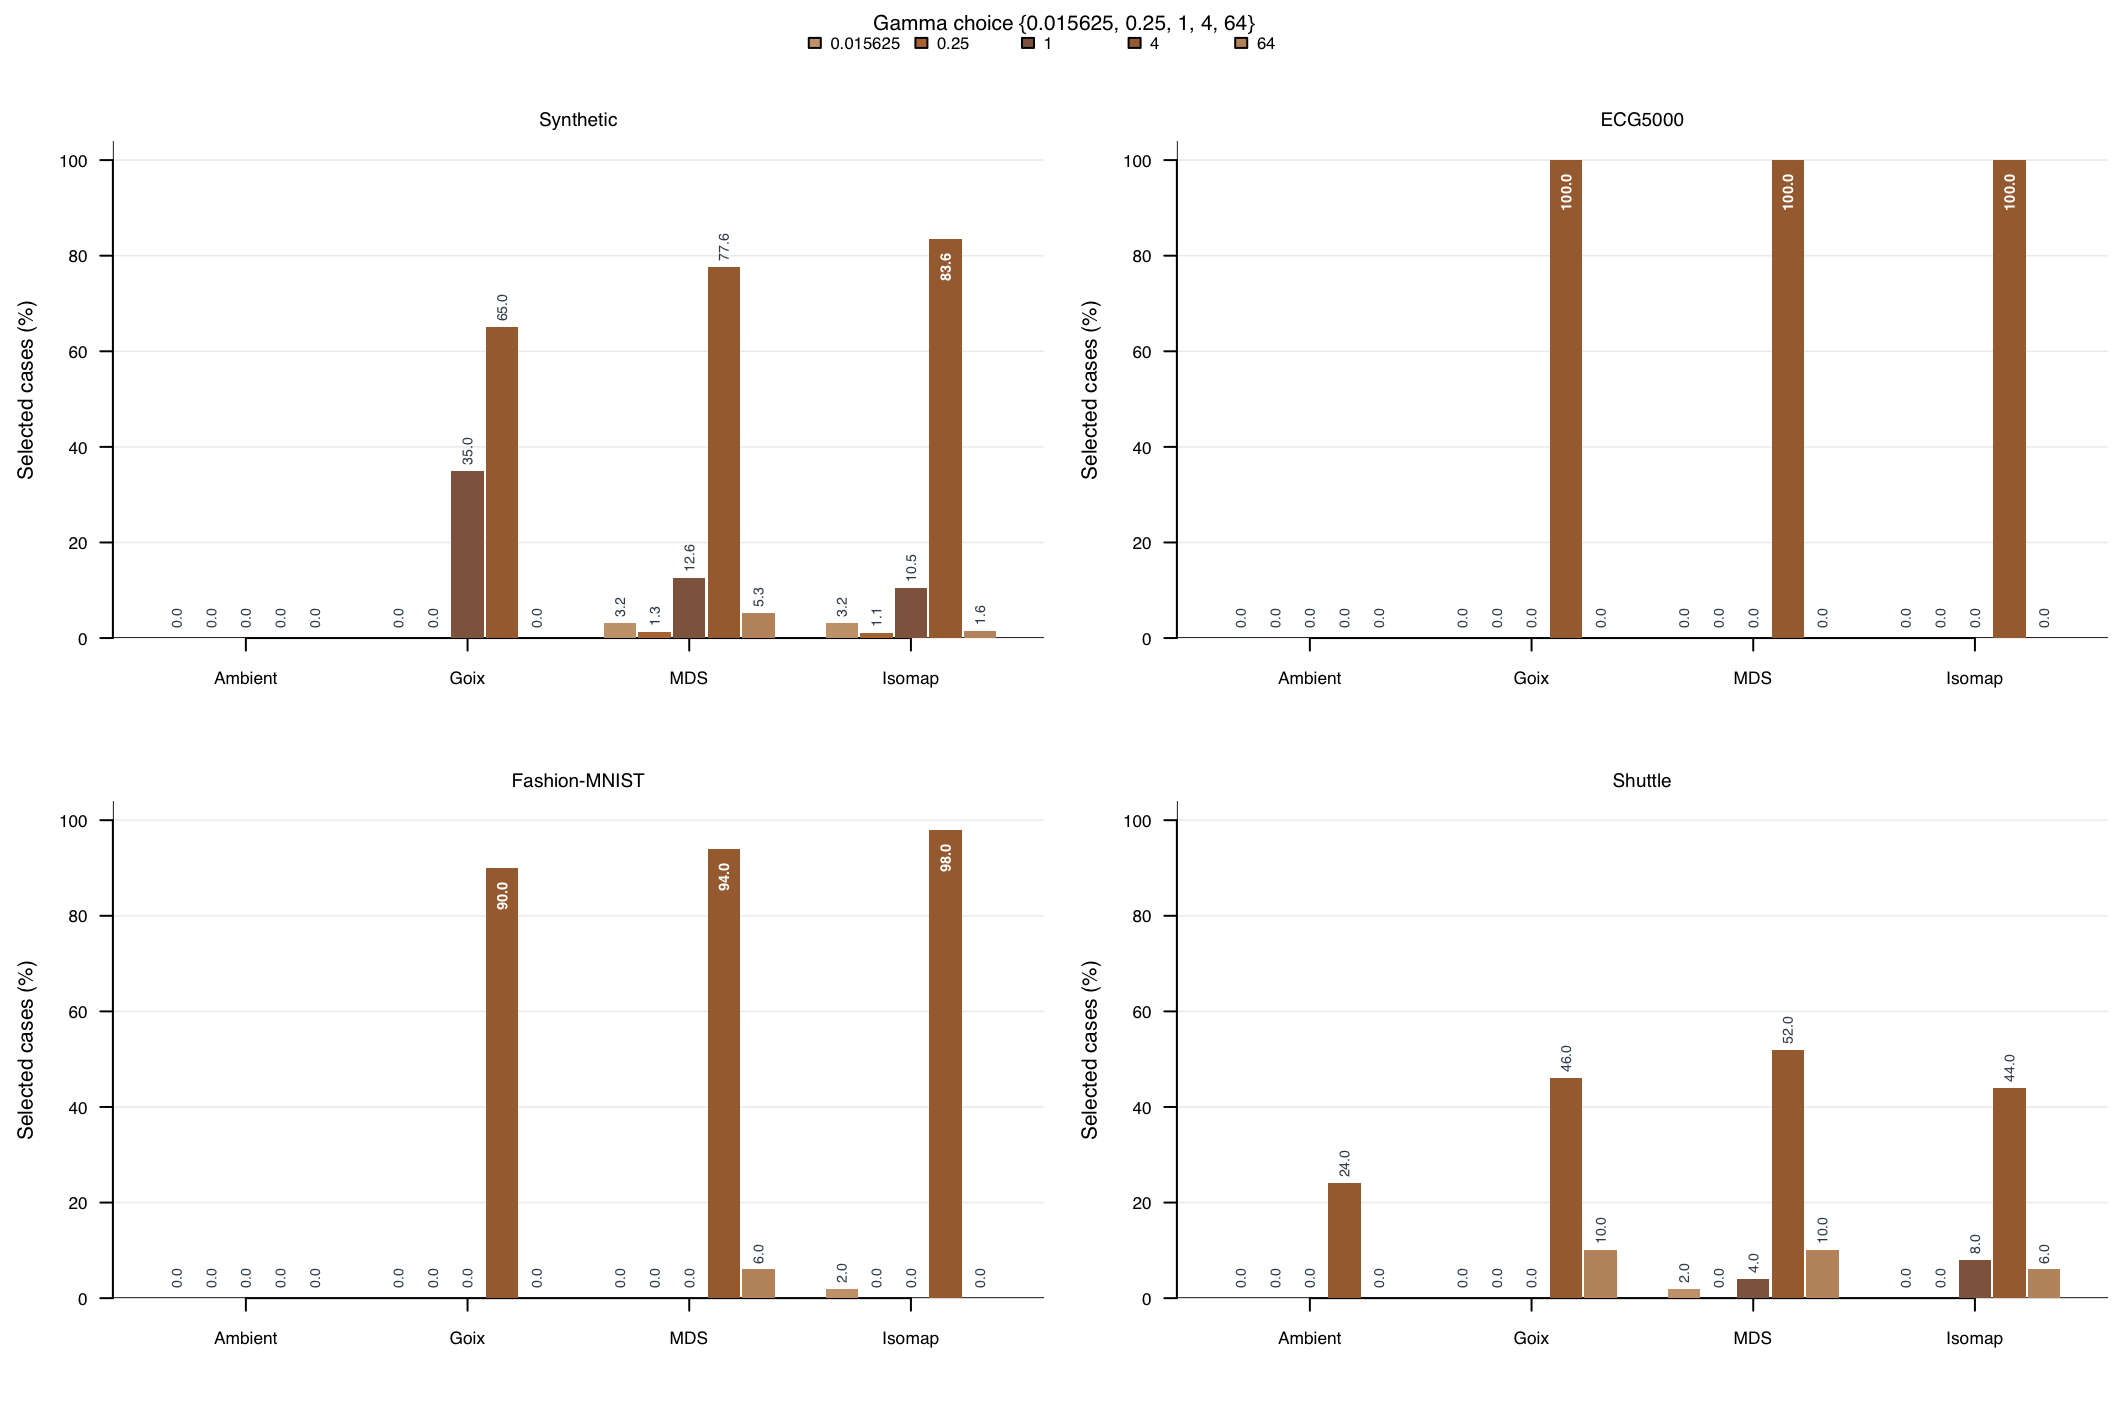 Gamma choice {0.015625, 0.25, 1, 4, 64}
0.015625 0.25 1 4 64
Synthetic
Selected cases (%)
100
80
60
40
20
0
0.0 0.0 0.0 0.0 0.0
0.0 0.0 35.0 65.0 0.0
3.2 1.3 12.6 77.6 5.3
3.2 1.1 10.5 83.6 1.6
Ambient Goix MDS Isomap
ECG5000
Selected cases (%)
100
80
60
40
20
0
0.0 0.0 0.0 0.0 0.0
0.0 0.0 0.0 100.0 0.0
0.0 0.0 0.0 100.0 0.0
0.0 0.0 0.0 100.0 0.0
Ambient Goix MDS Isomap
Fashion-MNIST
Selected cases (%)
100
80
60
40
20
0
0.0 0.0 0.0 0.0 0.0
0.0 0.0 0.0 90.0 0.0
0.0 0.0 0.0 94.0 6.0
2.0 0.0 0.0 98.0 0.0
Ambient Goix MDS Isomap
Shuttle
Selected cases (%)
100
80
60
40
20
0
0.0 0.0 0.0 24.0 0.0
0.0 0.0 0.0 46.0 10.0
2.0 0.0 4.0 52.0 10.0
0.0 0.0 8.0 44.0 6.0
Ambient Goix MDS Isomap